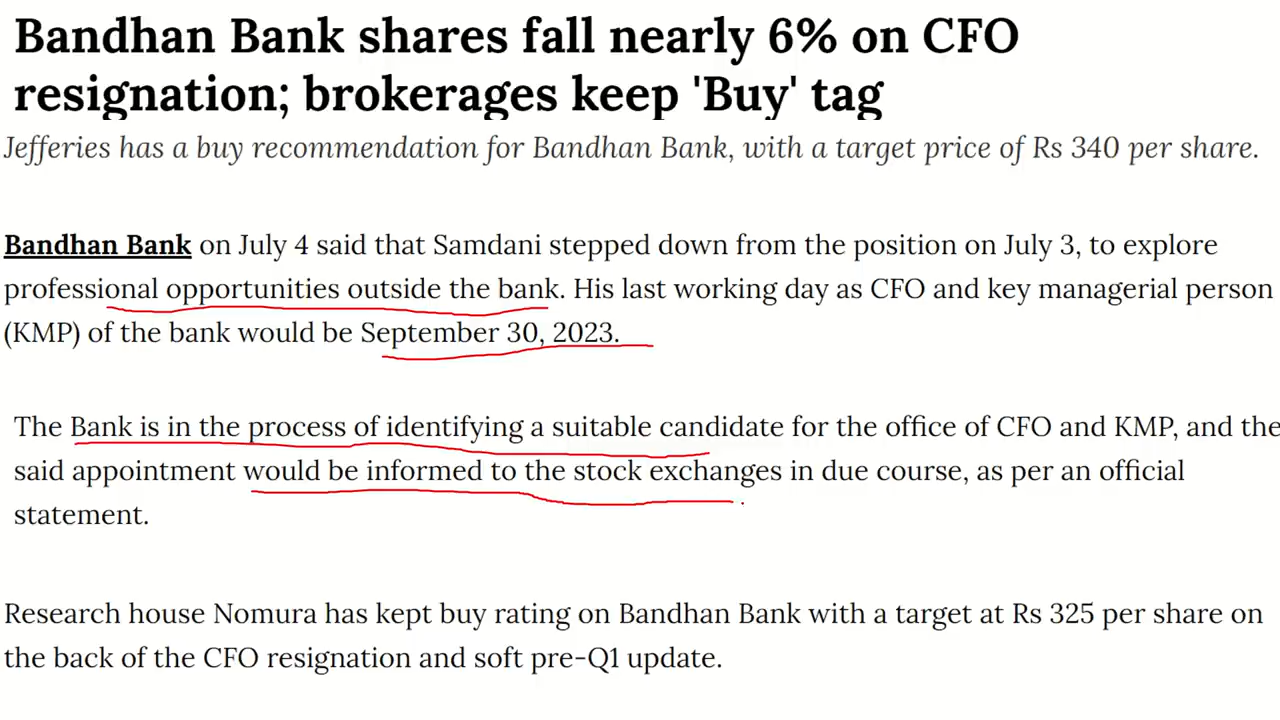 Bandhan Bank shares fall nearly 6% on CFO
resignation; brokerages keep 'Buy' tag
Jefferies has a buy recommendation for Bandhan Bank, with a target price of Rs 340 per share.
Bandhan Bank on July 4 said that Samdani stepped down from the position on July 3, to explore
professional opportunities outside the bank. His last working day as CFO and key managerial person
(KMP) of the bank would be September 30, 2023.
The Bank is in the process of identifying a suitable candidate for the office of CFO and KMP, and the
said appointment would be informed to the stock exchanges in due course, as per an official
statement.
Research house Nomura has kept buy rating on Bandhan Bank with a target at Rs 325 per share on
the back of the CFO resignation and soft pre-Q1 update.